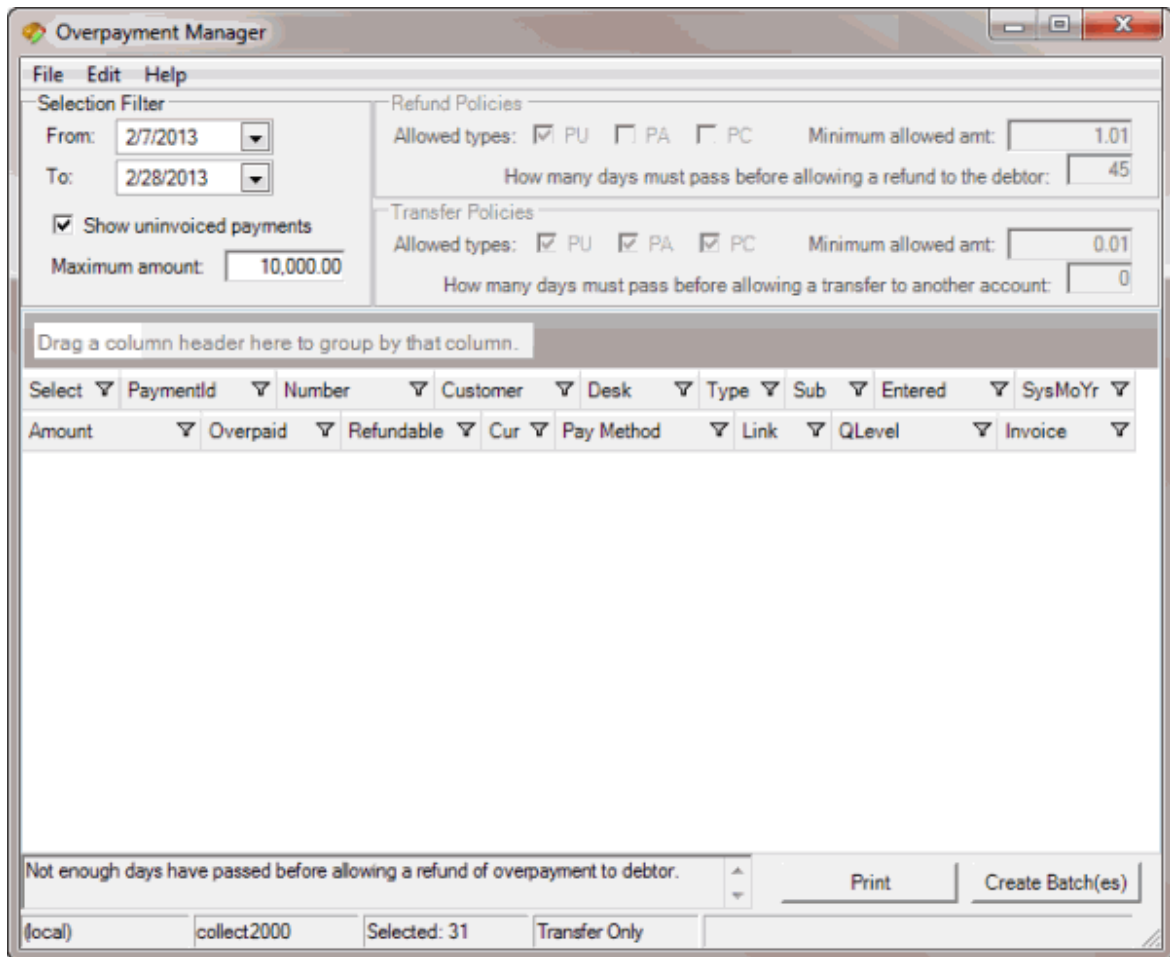 Overpayment Manager
File Edit Help
Selection Filter
From: 2/7/2013
To: 2/28/2013
Show uninvoiced payments
Maximum amount: 10,000.00
Refund Policies
Allowed types: PU PA PC Minimum allowed amt: 1.01
How many days must pass before allowing a refund to the debtor: 45
Transfer Policies
Allowed types: PU PA PC Minimum allowed amt: 0.01
How many days must pass before allowing a transfer to another account: 0
Drag a column header here to group by that column.
Select PaymentId Number Customer Desk Type Sub Entered SysMoYr
Amount Overpaid Refundable Cur Pay Method Link QLevel Invoice
Not enough days have passed before allowing a refund of overpayment to debtor.
Print Create Batch(es)
(local) collect2000 Selected: 31 Transfer Only